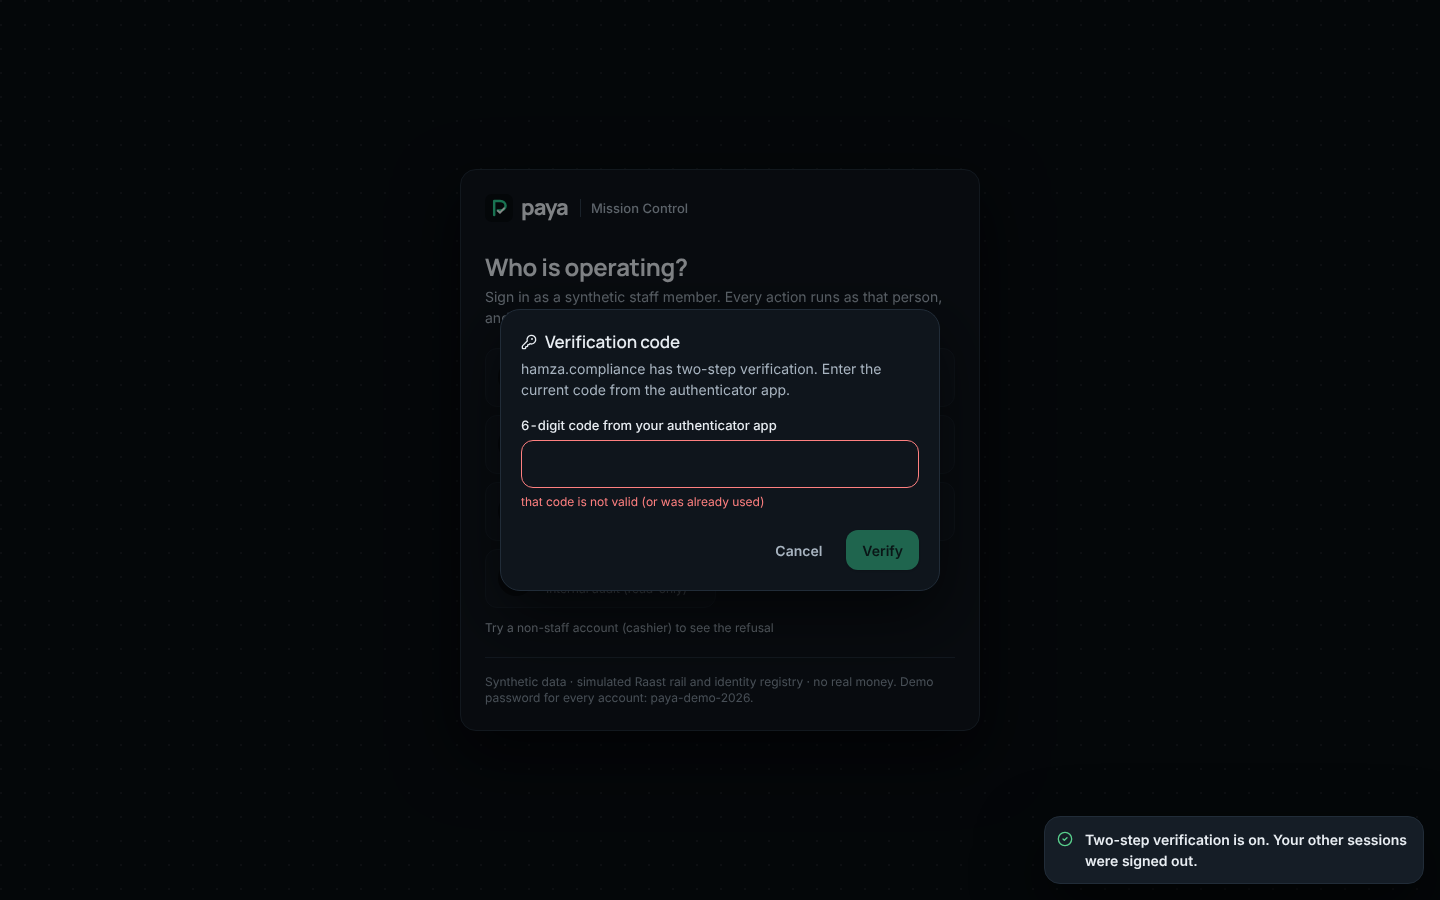 paya
Mission Control
Who is operating?
Sign in as a synthetic staff member. Every action runs as that person,
Verification code
hamza.compliance has two-step verification. Enter the
current code from the authenticator app.
6-digit code from your authenticator app
that code is not valid (or was already used)
Cancel
Verify
Try a non-staff account (cashier) to see the refusal
Synthetic data · simulated Raast rail and identity registry · no real money. Demo
password for every account: paya-demo-2026.
Two-step verification is on. Your other sessions
were signed out.